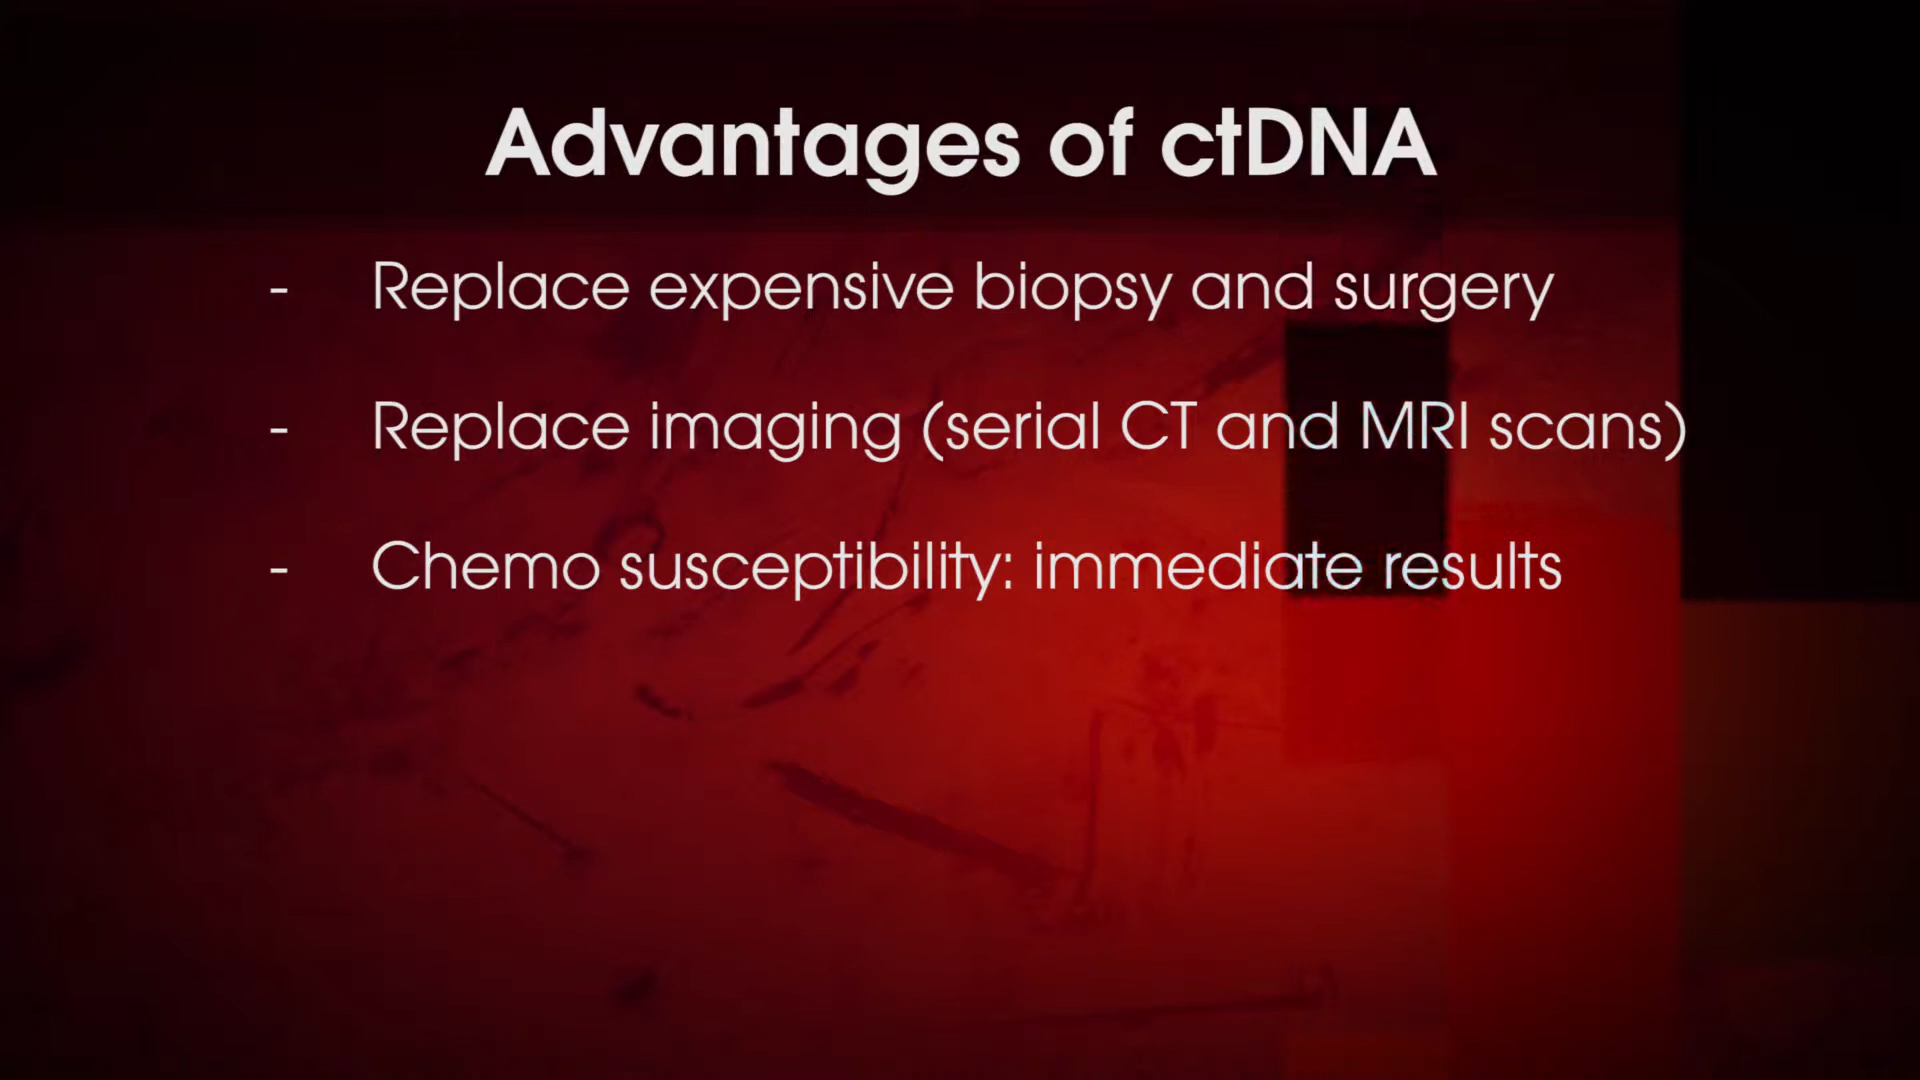 Advantages of ctDNA
- Replace expensive biopsy and surgery
- Replace imaging (serial CT and MRI scans)
- Chemo susceptibility: immediate results